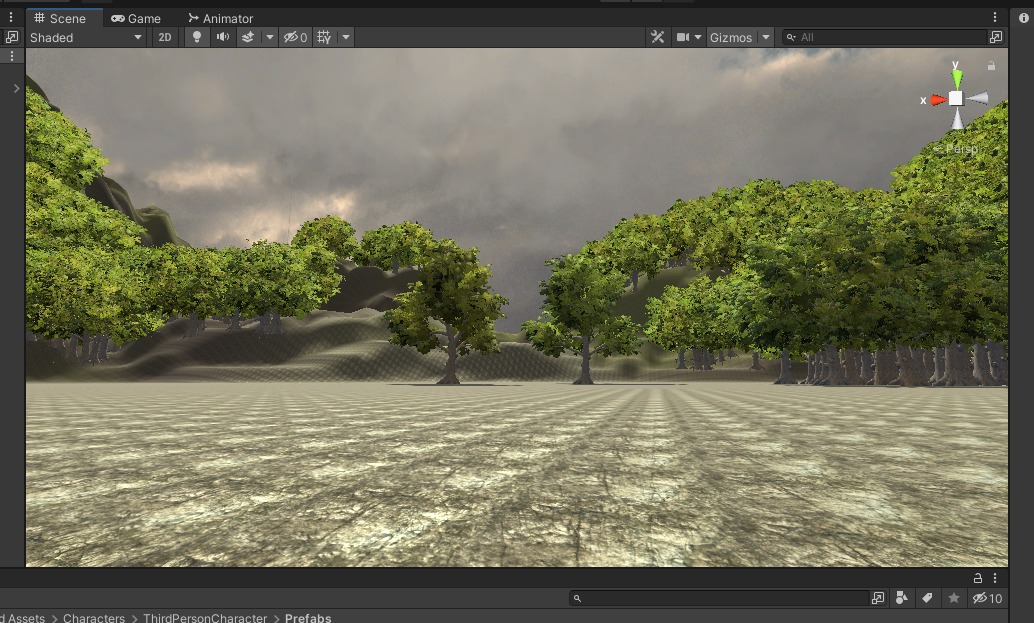 Scene Game Animator
Shaded 2D 0 Gizmos All
y
x
Persp
10
d Assets > Characters > ThirdPersonCharacter > Prefabs